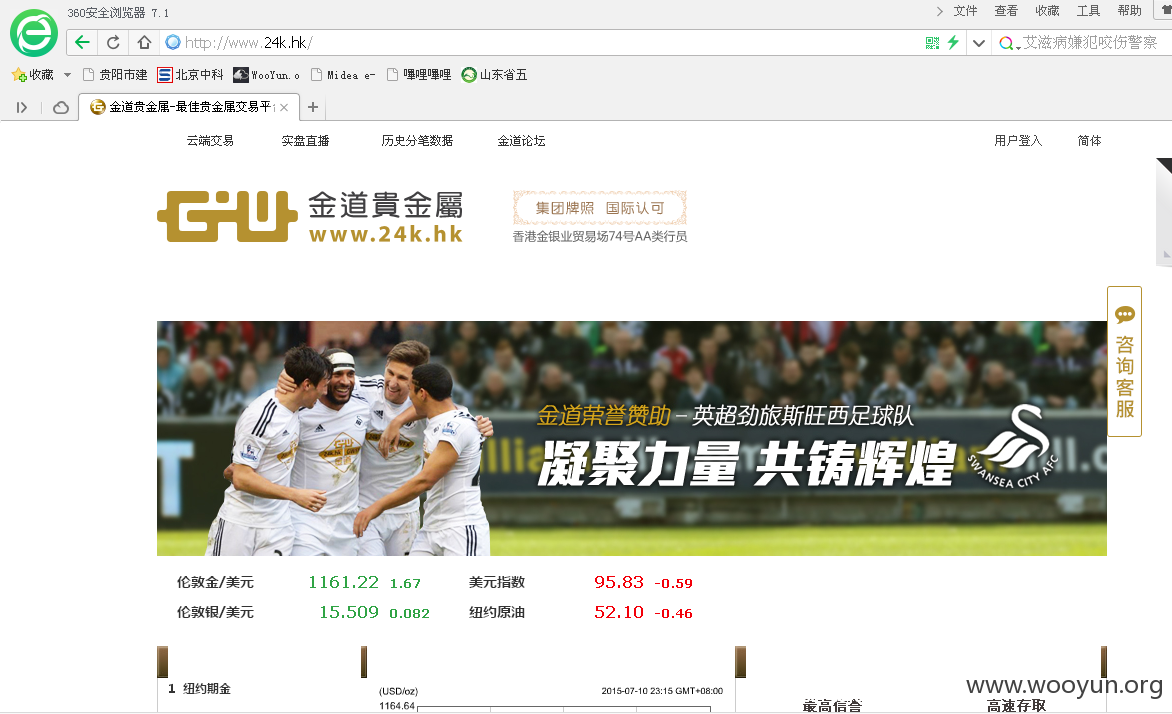 360安全浏览器 7.1
文件 查看 收藏 工具 帮助
http://www.24k.hk/
艾滋病嫌犯咬伤警察
收藏 贵阳市建 北京中科 WooYun.o Midea e- 哔哩哔哩 山东省五
金道贵金属-最佳贵金属交易平
云端交易 实盘直播 历史分笔数据 金道论坛 用户登入 简体
金道貴金屬
www.24k.hk
集团牌照 国际认可
香港金银业贸易场74号AA类行员
咨询客服
金道荣誉赞助-英超劲旅斯旺西足球队
凝聚力量 共铸辉煌
SWANSEA CITY AFC
伦敦金/美元 1161.22 1.67 美元指数 95.83 -0.59
伦敦银/美元 15.509 0.082 纽约原油 52.10 -0.46
1 纽约期金
(USD/oz) 2015-07-10 23:15 GMT+08:00
1164.64
最高信誉 高速存取
www.wooyun.org